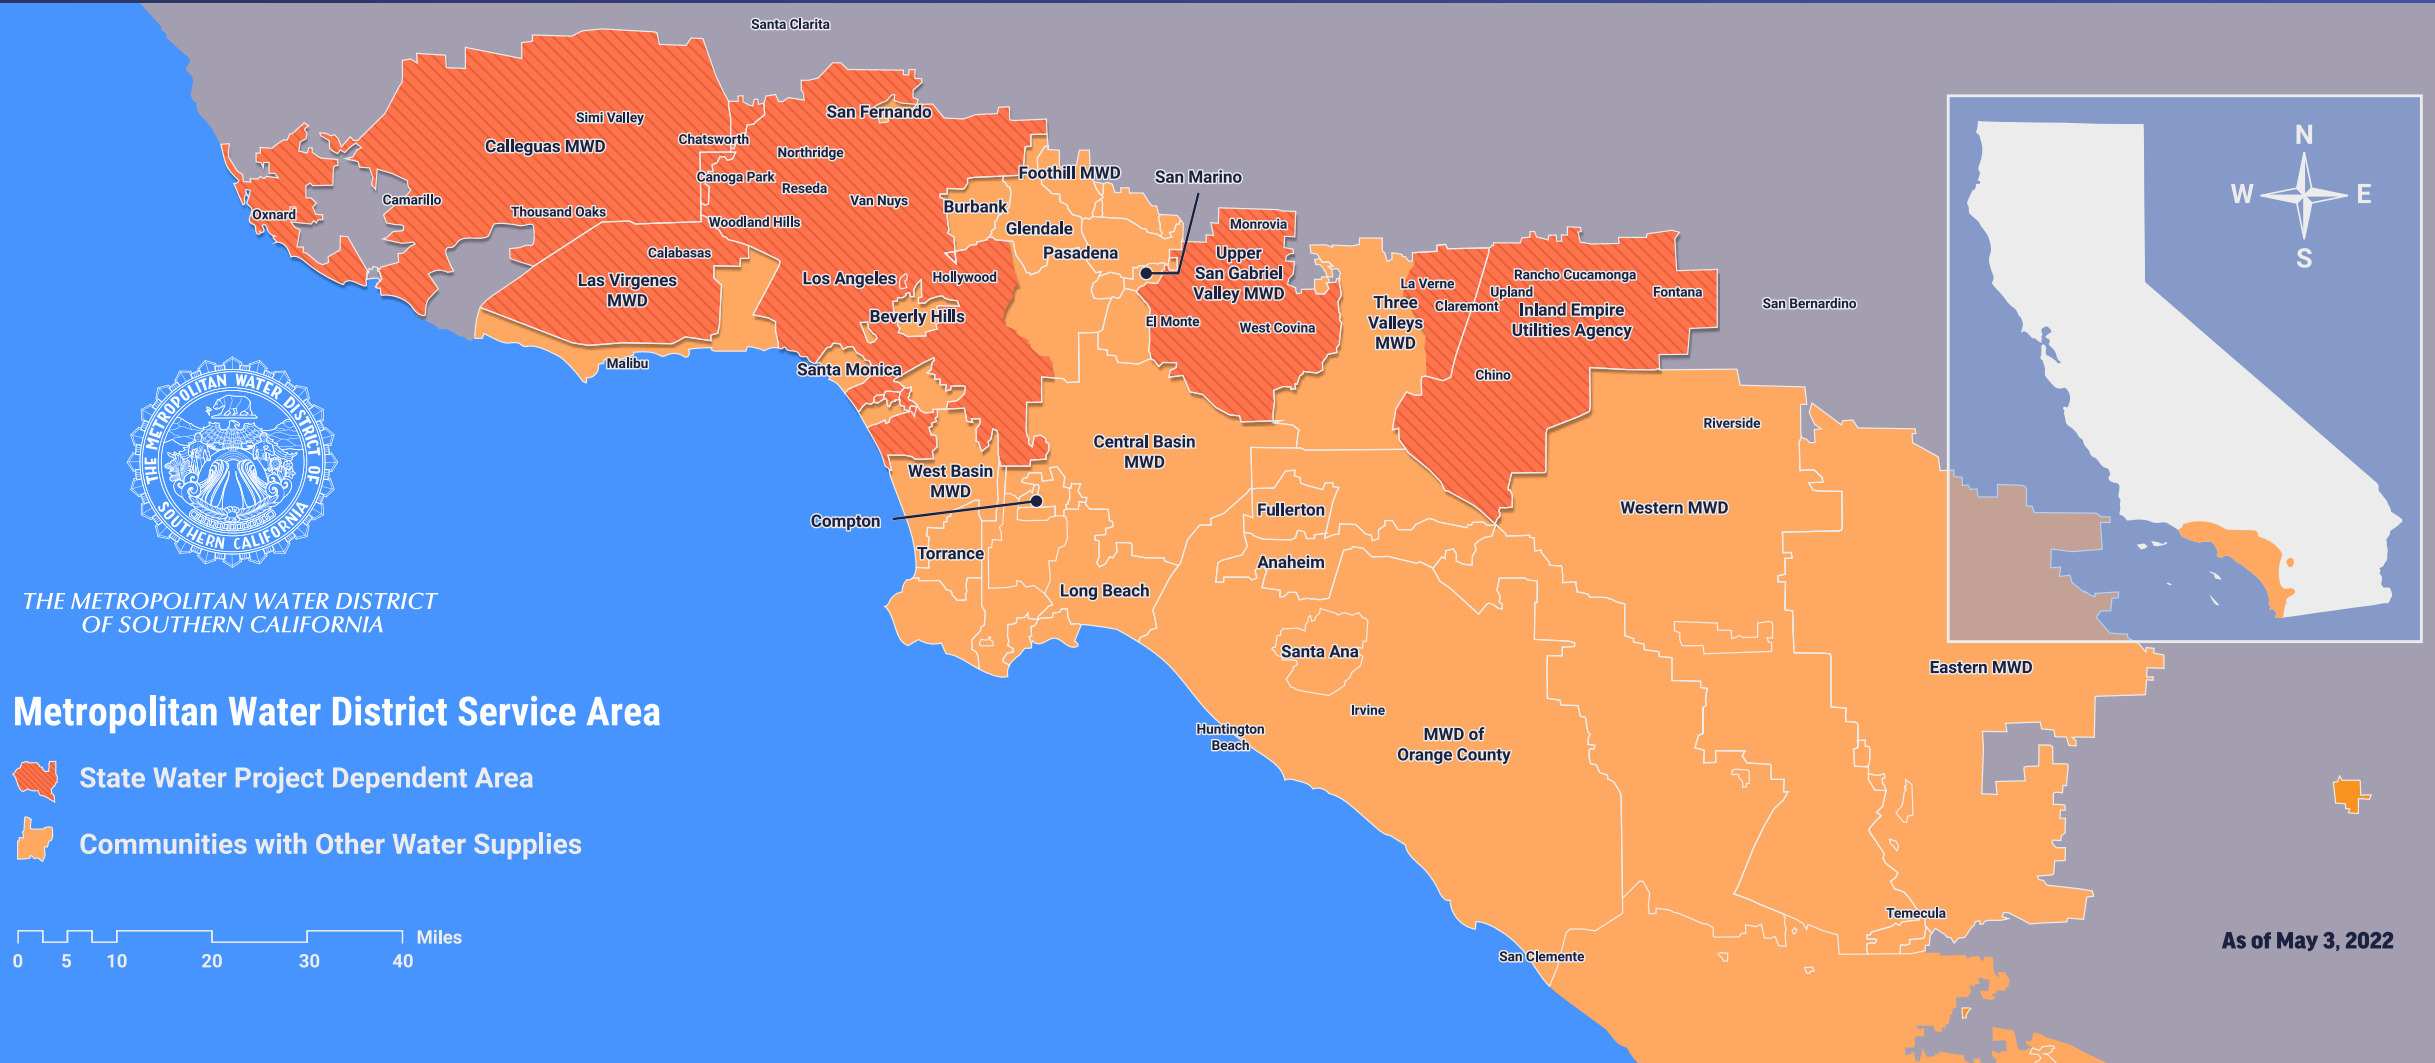 Santa Clarita
Simi Valley
Calleguas MWD
Chatsworth
San Fernando
Northridge
Canoga Park
Reseda
Van Nuys
Camarillo
Oxnard
Thousand Oaks
Woodland Hills
Calabasas
Las Virgenes
MWD
Los Angeles
Hollywood
Beverly Hills
Malibu
Santa Monica
Burbank
Foothill MWD
Glendale
Pasadena
San Marino
Monrovia
Upper
San Gabriel
Valley MWD
El Monte
West Covina
La Verne
Claremont
Three
Valleys
MWD
Rancho Cucamonga
Upland
Fontana
Inland Empire
Utilities Agency
Chino
San Bernardino
Riverside
Central Basin
MWD
West Basin
MWD
Compton
Torrance
Long Beach
Fullerton
Anaheim
Santa Ana
Irvine
Huntington
Beach
MWD of
Orange County
Western MWD
Eastern MWD
Temecula
San Clemente
N
W
E
S
THE METROPOLITAN WATER DISTRICT OF
SOUTHERN CALIFORNIA
THE METROPOLITAN WATER DISTRICT
OF SOUTHERN CALIFORNIA
Metropolitan Water District Service Area
State Water Project Dependent Area
Communities with Other Water Supplies
Miles
0 5 10 20 30 40
As of May 3, 2022